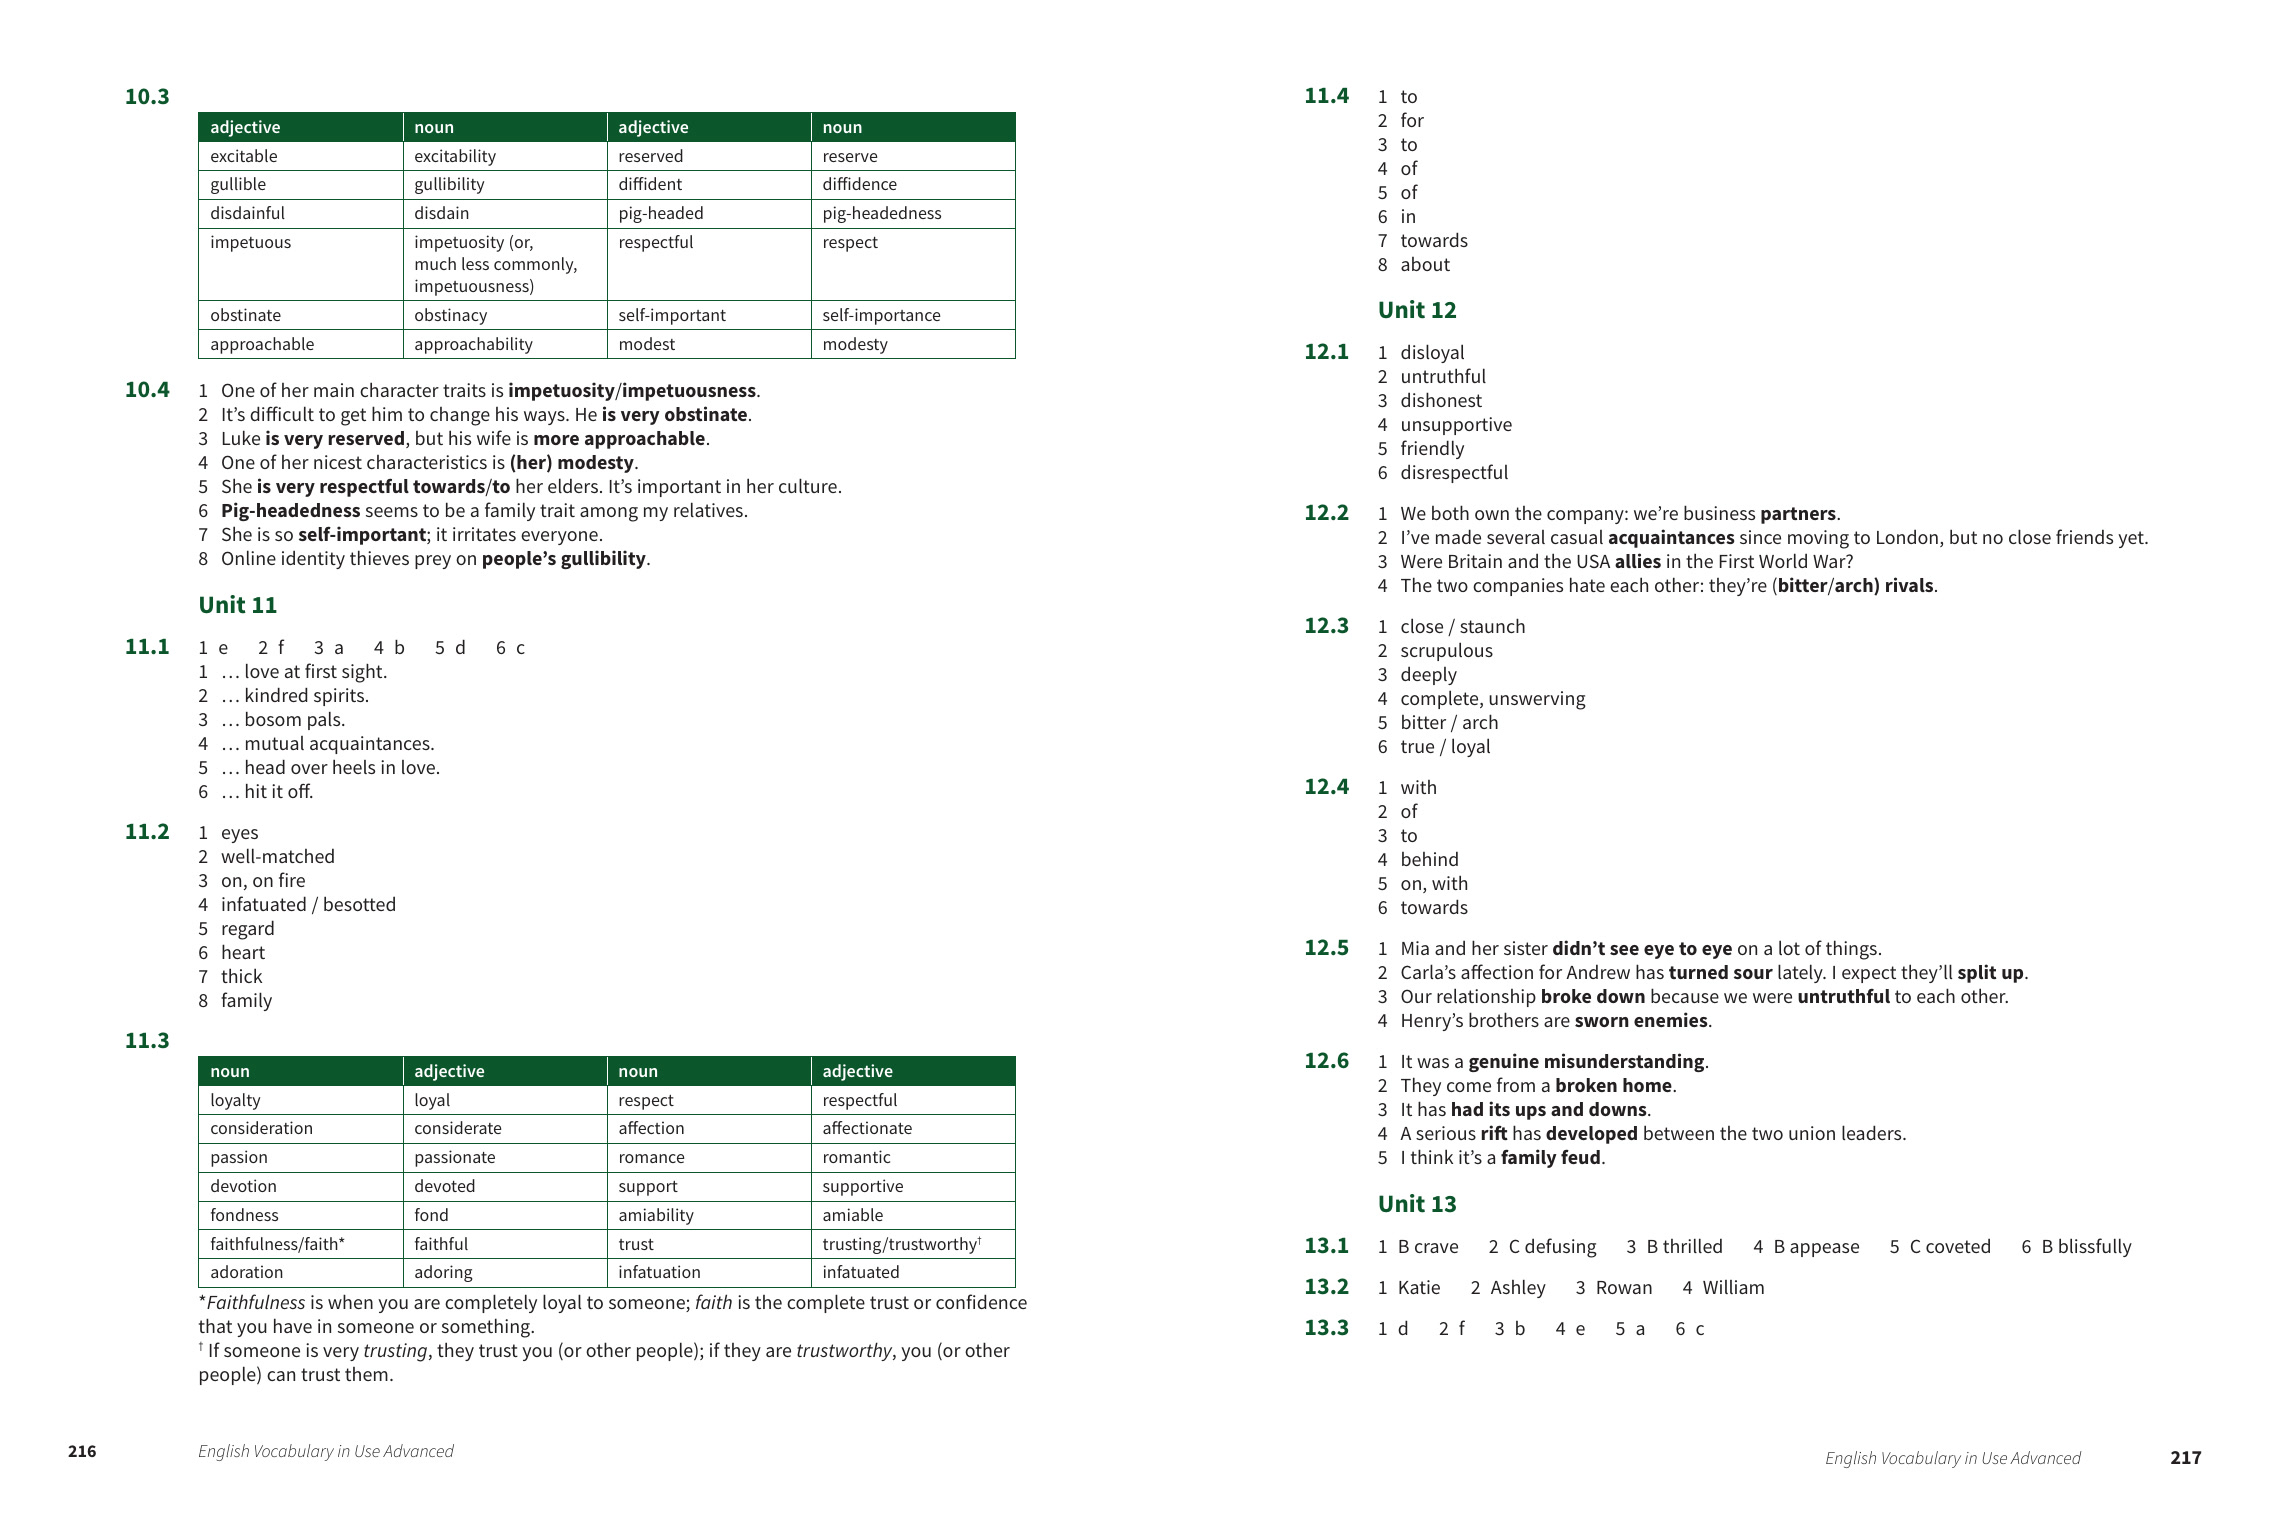 10.3
adjective noun adjective noun
excitable excitability reserved reserve
gullible gullibility diffident diffidence
disdainful disdain pig-headed pig-headedness
impetuous impetuosity (or, respectful respect
much less commonly,
impetuousness)
obstinate obstinacy self-important self-importance
approachable approachability modest modesty
10.4 1 One of her main character traits is impetuosity/impetuousness.
2 It’s difficult to get him to change his ways. He is very obstinate.
3 Luke is very reserved, but his wife is more approachable.
4 One of her nicest characteristics is (her) modesty.
5 She is very respectful towards/to her elders. It’s important in her culture.
6 Pig-headedness seems to be a family trait among my relatives.
7 She is so self-important; it irritates everyone.
8 Online identity thieves prey on people’s gullibility.
Unit 11
11.1 1 e 2 f 3 a 4 b 5 d 6 c
1 … love at first sight.
2 … kindred spirits.
3 … bosom pals.
4 … mutual acquaintances.
5 … head over heels in love.
6 … hit it off.
11.2 1 eyes
2 well-matched
3 on, on fire
4 infatuated / besotted
5 regard
6 heart
7 thick
8 family
11.3
noun adjective noun adjective
loyalty loyal respect respectful
consideration considerate affection affectionate
passion passionate romance romantic
devotion devoted support supportive
fondness fond amiability amiable
faithfulness/faith* faithful trust trusting/trustworthy†
adoration adoring infatuation infatuated
*Faithfulness is when you are completely loyal to someone; faith is the complete trust or confidence
that you have in someone or something.
† If someone is very trusting, they trust you (or other people); if they are trustworthy, you (or other
people) can trust them.
216 English Vocabulary in Use Advanced
11.4 1 to
2 for
3 to
4 of
5 of
6 in
7 towards
8 about
Unit 12
12.1 1 disloyal
2 untruthful
3 dishonest
4 unsupportive
5 friendly
6 disrespectful
12.2 1 We both own the company: we’re business partners.
2 I’ve made several casual acquaintances since moving to London, but no close friends yet.
3 Were Britain and the USA allies in the First World War?
4 The two companies hate each other: they’re (bitter/arch) rivals.
12.3 1 close / staunch
2 scrupulous
3 deeply
4 complete, unswerving
5 bitter / arch
6 true / loyal
12.4 1 with
2 of
3 to
4 behind
5 on, with
6 towards
12.5 1 Mia and her sister didn’t see eye to eye on a lot of things.
2 Carla’s affection for Andrew has turned sour lately. I expect they’ll split up.
3 Our relationship broke down because we were untruthful to each other.
4 Henry’s brothers are sworn enemies.
12.6 1 It was a genuine misunderstanding.
2 They come from a broken home.
3 It has had its ups and downs.
4 A serious rift has developed between the two union leaders.
5 I think it’s a family feud.
Unit 13
13.1 1 B crave 2 C defusing 3 B thrilled 4 B appease 5 C coveted 6 B blissfully
13.2 1 Katie 2 Ashley 3 Rowan 4 William
13.3 1 d 2 f 3 b 4 e 5 a 6 c
English Vocabulary in Use Advanced 217